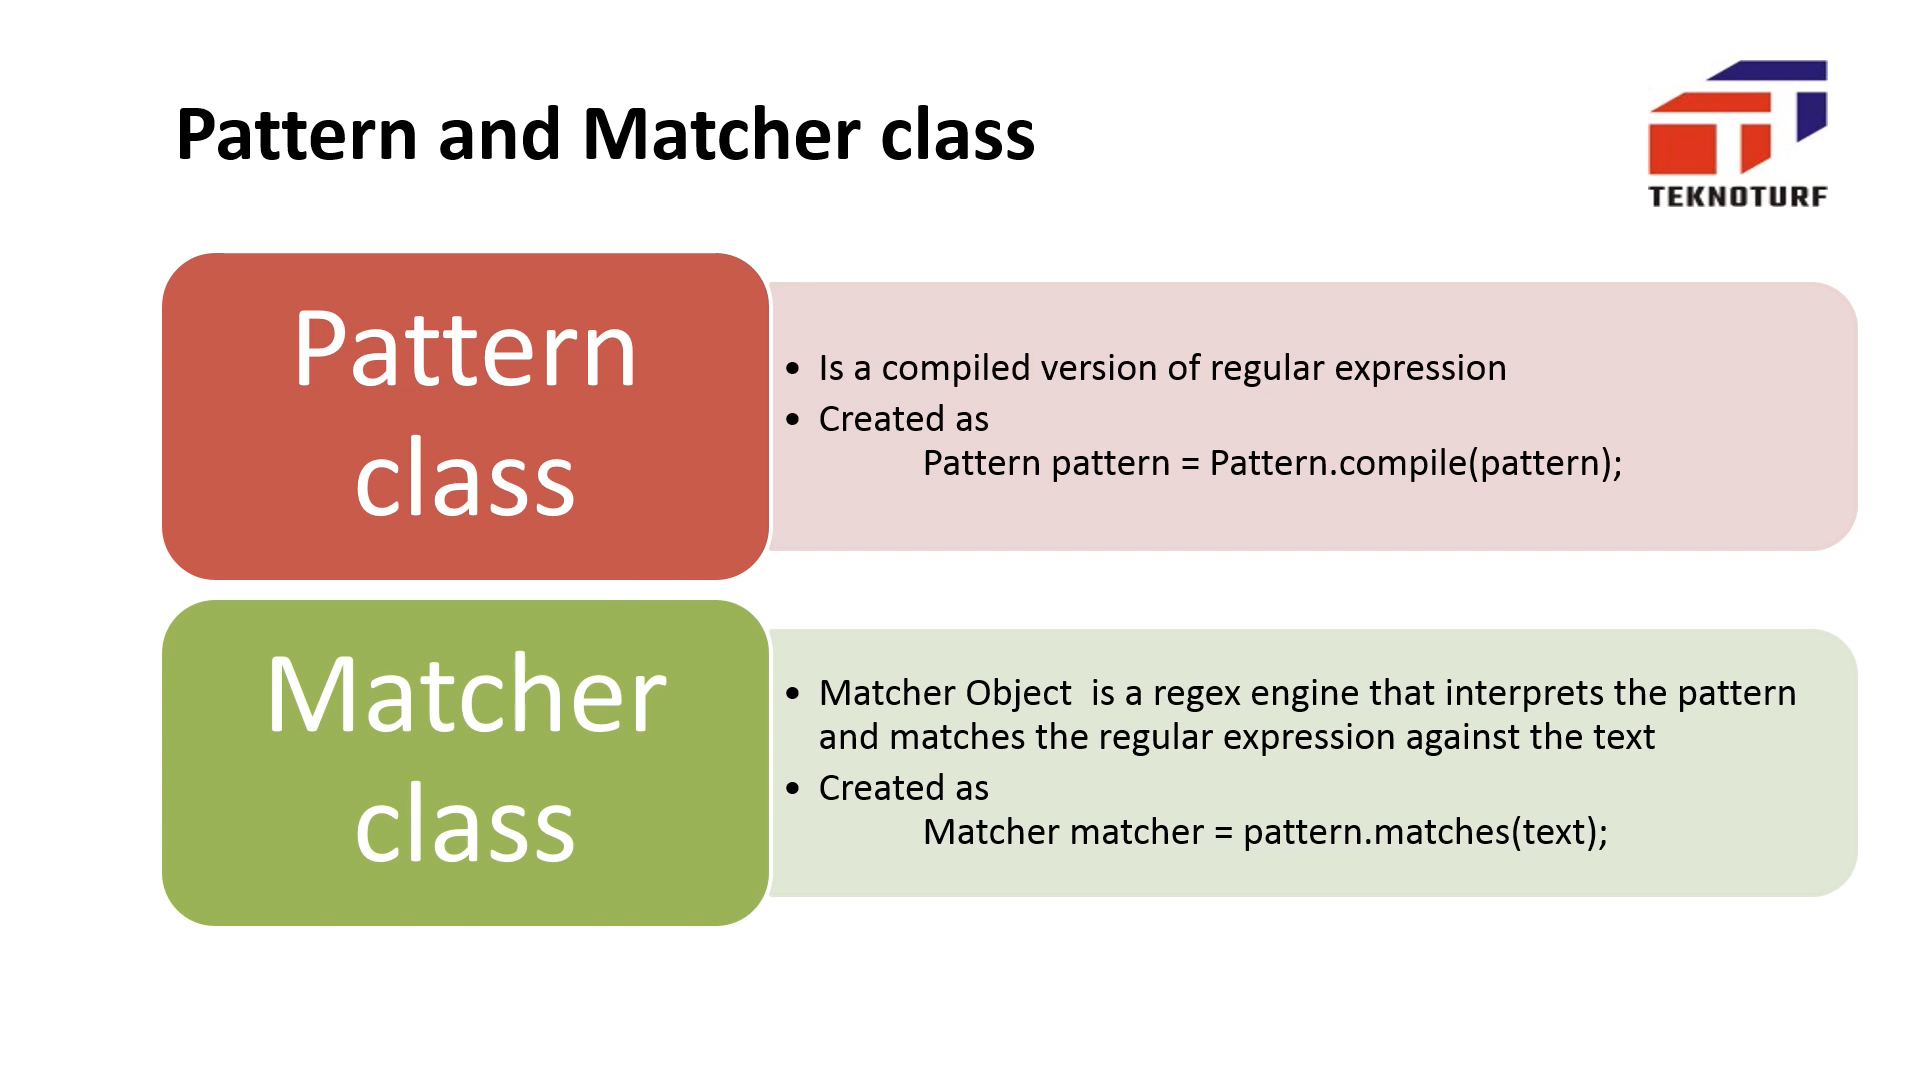 Pattern and Matcher class
TEKNOTURF
Pattern
class
• Is a compiled version of regular expression
• Created as
Pattern pattern = Pattern.compile(pattern);
Matcher
class
• Matcher Object  is a regex engine that interprets the pattern
and matches the regular expression against the text
• Created as
Matcher matcher = pattern.matches(text);